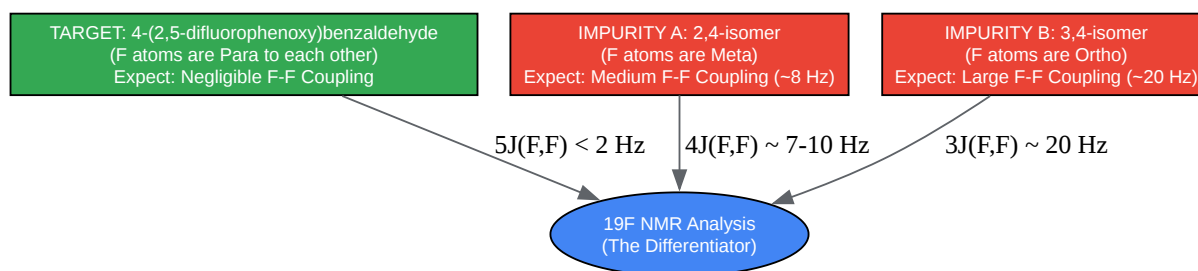 TARGET: 4-(2,5-difluorophenoxy)benzaldehyde
(F atoms are Para to each other)
Expect: Negligible F-F Coupling
IMPURITY A: 2,4-isomer
(F atoms are Meta)
Expect: Medium F-F Coupling (~8 Hz)
IMPURITY B: 3,4-isomer
(F atoms are Ortho)
Expect: Large F-F Coupling (~20 Hz)
5J(F,F) < 2 Hz
4J(F,F) ~ 7-10 Hz
3J(F,F) ~ 20 Hz
19F NMR Analysis
(The Differentiator)